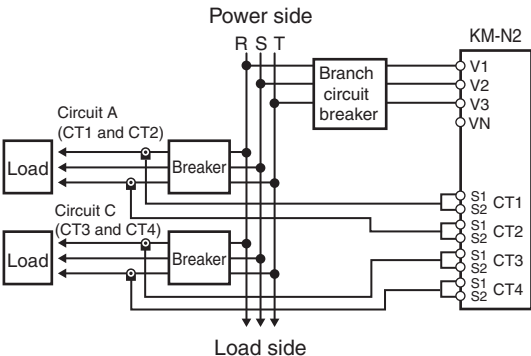 Power side
KM-N2
R S T
Branch
circuit
breaker
V1
V2
V3
VN
Circuit A
(CT1 and CT2)
Load
Breaker
S1
S2
CT1
S1
S2
CT2
Circuit C
(CT3 and CT4)
Load
Breaker
S1
S2
CT3
S1
S2
CT4
Load side